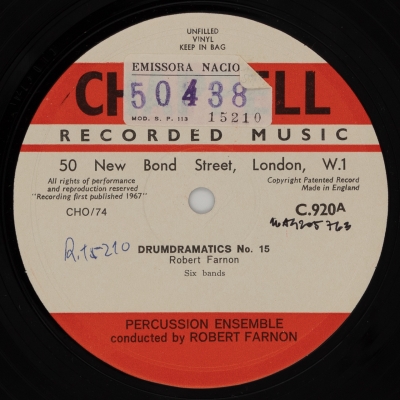 UNFILLED
VINYL
KEEP IN BAG
EMISSORA NACIO
50438
MOD. S. P. 113 15210
CH ELL
RECORDED MUSIC
50 New Bond Street, London, W.1
All rights of performance
and reproduction reserved
"Recording first published 1967"
Copyright Patented Record
Made in England
CHO/74
C.920A
R.15210
DRUMDRAMATICS No. 15
Robert Farnon
Six bands
PERCUSSION ENSEMBLE
conducted by ROBERT FARNON